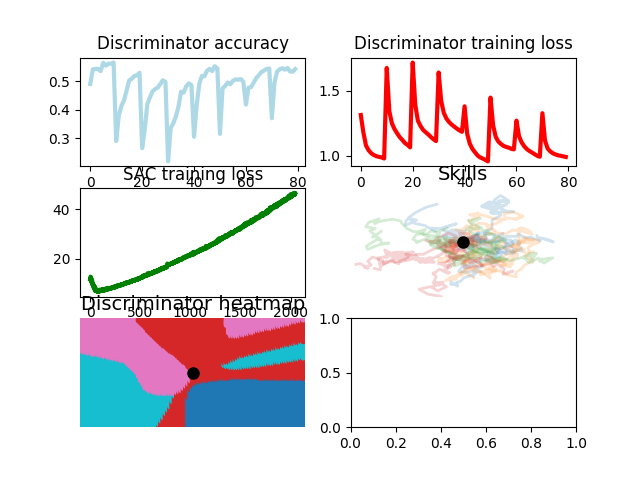 Discriminator accuracy
Discriminator training loss
0.5
0.4
0.3
0 20 40 60 80
1.5
1.0
0 20 40 60 80
SAC training loss
Skills
40
20
0 500 1000 1500 2000
Discriminator heatmap
1.0
0.5
0.0
0.0 0.2 0.4 0.6 0.8 1.0